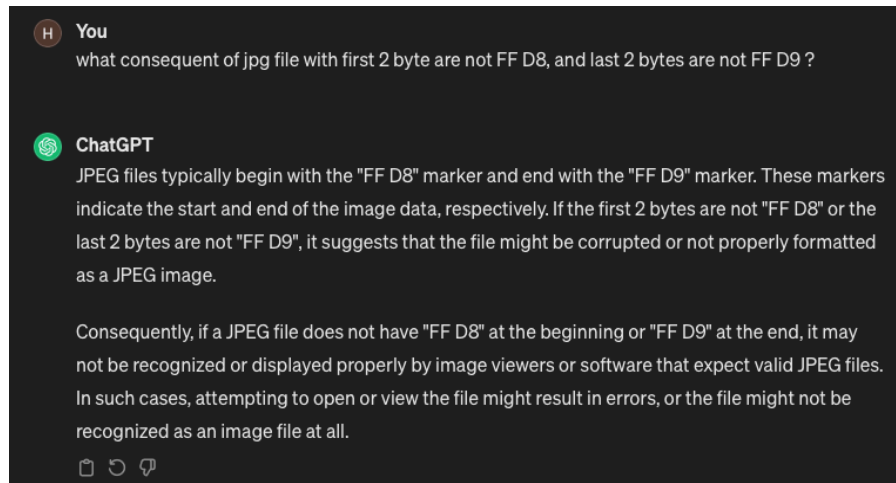 H
You
what consequent of jpg file with first 2 byte are not FF D8, and last 2 bytes are not FF D9 ?
ChatGPT
JPEG files typically begin with the "FF D8" marker and end with the "FF D9" marker. These markers
indicate the start and end of the image data, respectively. If the first 2 bytes are not "FF D8" or the
last 2 bytes are not "FF D9", it suggests that the file might be corrupted or not properly formatted
as a JPEG image.
Consequently, if a JPEG file does not have "FF D8" at the beginning or "FF D9" at the end, it may
not be recognized or displayed properly by image viewers or software that expect valid JPEG files.
In such cases, attempting to open or view the file might result in errors, or the file might not be
recognized as an image file at all.